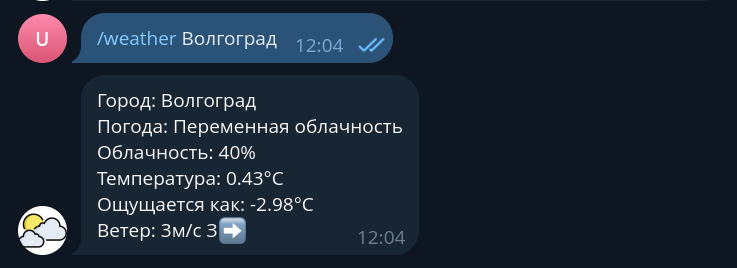 U
/weather Волгоград 12:04
Город: Волгоград
Погода: Переменная облачность
Облачность: 40%
Температура: 0.43°C
Ощущается как: -2.98°C
Ветер: 3м/с З➡️
12:04